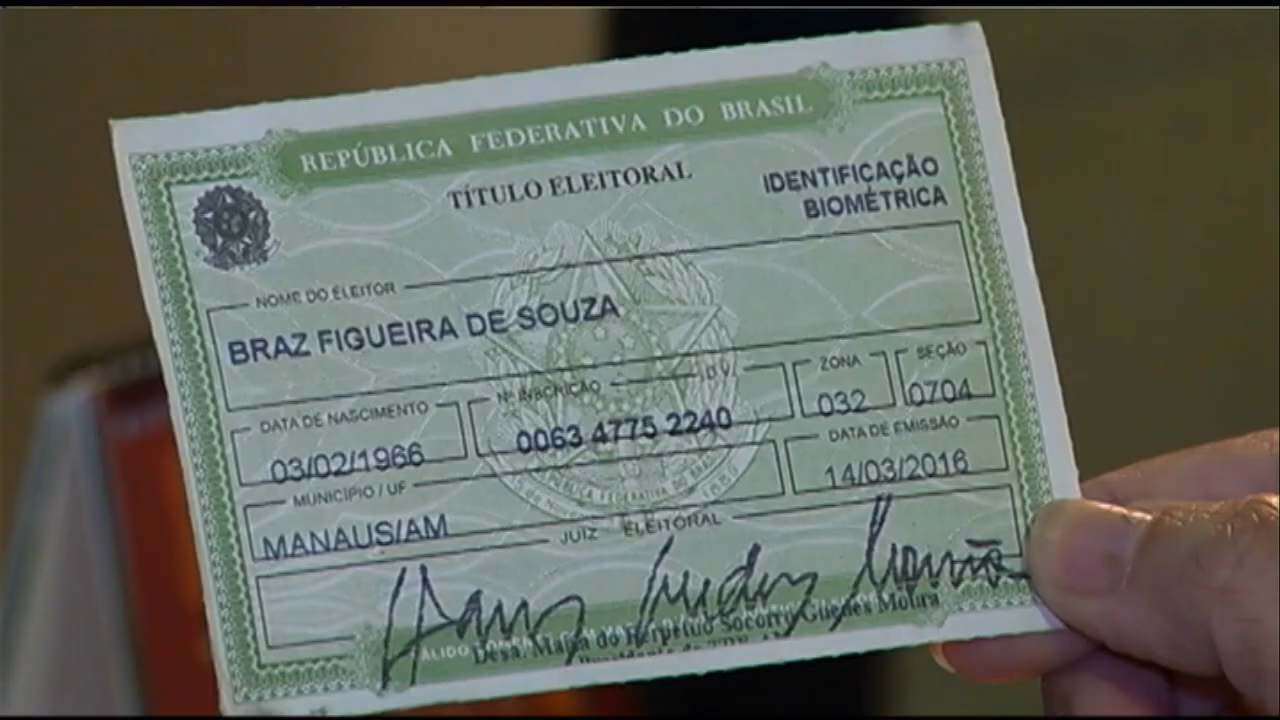 REPÚBLICA FEDERATIVA DO BRASIL
TÍTULO ELEITORAL
IDENTIFICAÇÃO
BIOMÉTRICA
NOME DO ELEITOR
BRAZ FIGUEIRA DE SOUZA
DATA DE NASCIMENTO Nº INSCRIÇÃO D.V. ZONA SEÇÃO
03/02/1966 0063 4775 2240 032 0704
MUNICÍPIO / UF DATA DE EMISSÃO
MANAUS/AM 14/03/2016
JUIZ ELEITORAL
Desa. Maria do Perpétuo Socorro Guedes Moura